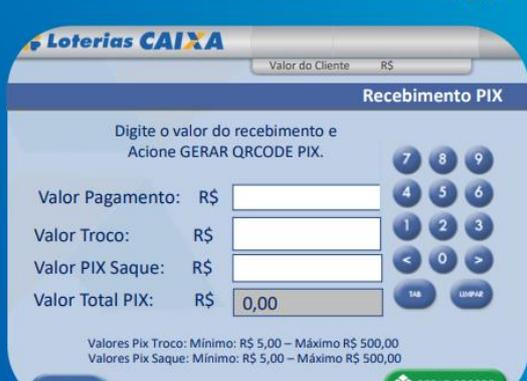 Loterias CAIXA
Valor do Cliente R$
Recebimento PIX
Digite o valor do recebimento e
Acione GERAR QRCODE PIX.
7 8 9
Valor Pagamento: R$
4 5 6
Valor Troco: R$
1 2 3
Valor PIX Saque: R$
< 0 >
Valor Total PIX: R$ 0,00
TAB LIMPAR
Valores Pix Troco: Mínimo: R$ 5,00 – Máximo R$ 500,00
Valores Pix Saque: Mínimo: R$ 5,00 – Máximo R$ 500,00